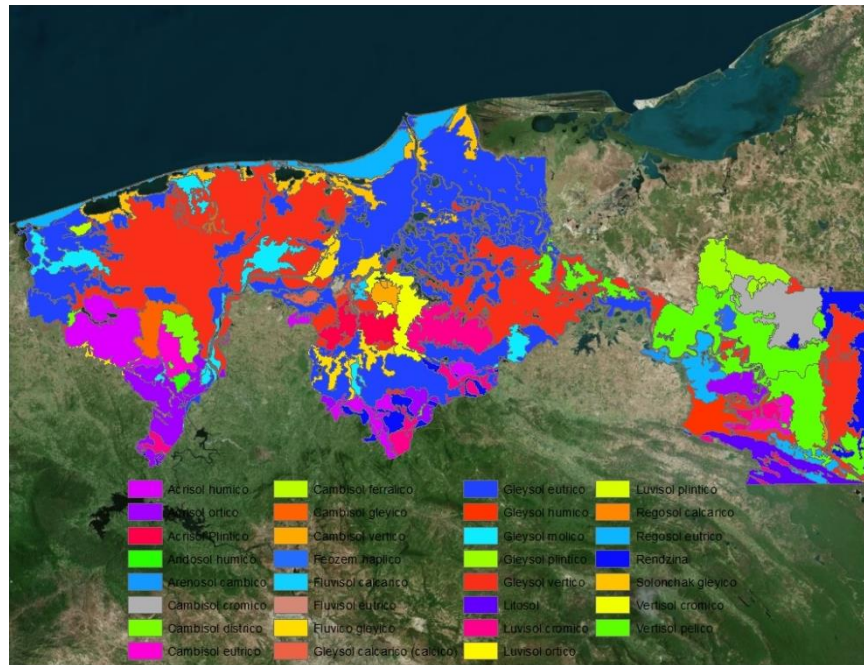 Acrisol humico
Acrisol ortico
Acrisol Plintico
Andosol humico
Arenosol cambico
Cambisol cromico
Cambisol districo
Cambisol eutrico
Cambisol ferralico
Cambisol gleyico
Cambisol vertico
Feozem haplico
Fluvisol calcarico
Fluvisol eutrico
Fluvico gleyico
Gleysol calcarico (calcico)
Gleysol eutrico
Gleysol humico
Gleysol molico
Gleysol plintico
Gleysol vertico
Litosol
Luvisol cromico
Luvisol ortico
Luvisol plintico
Regosol calcarico
Regosol eutrico
Rendzina
Solonchak gleyico
Vertisol cromico
Vertisol pelico